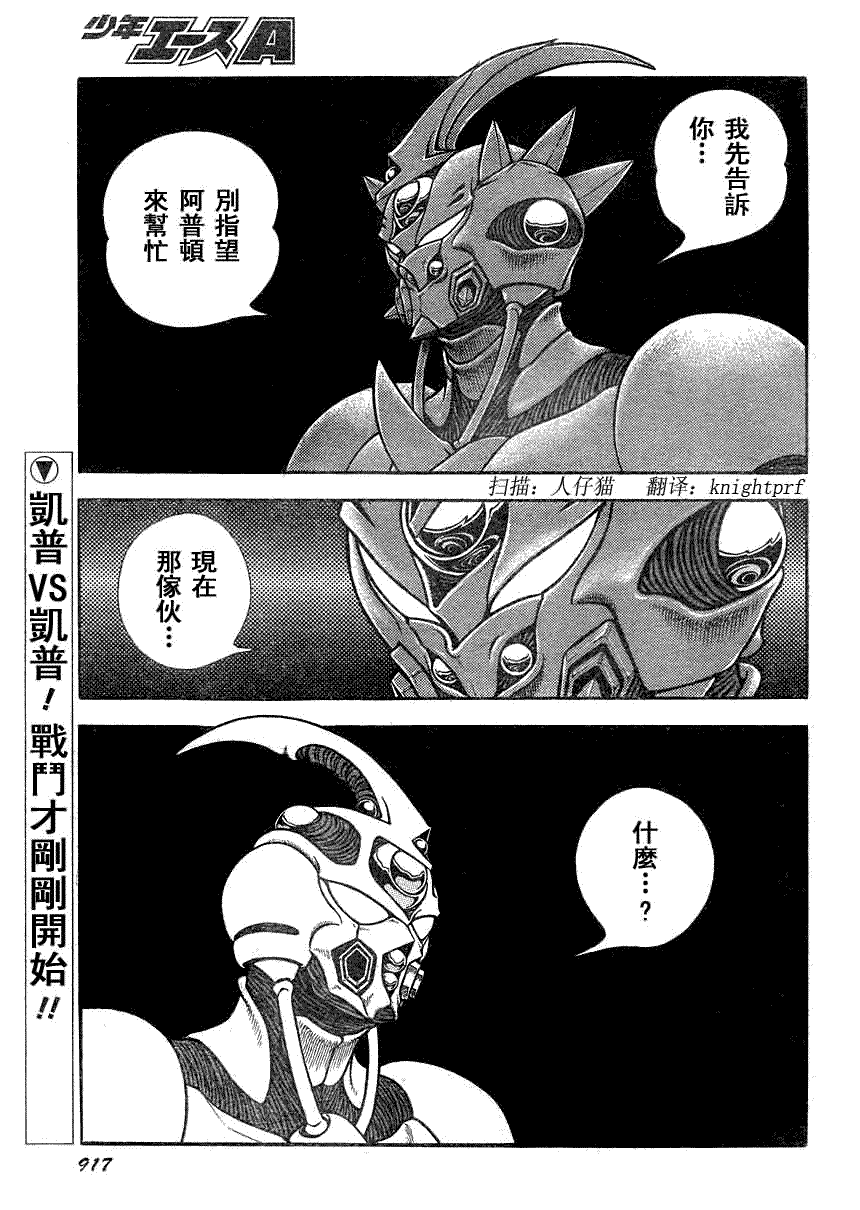 少年エースA
我先告訴
你…
別指望
阿普頓
來幫忙
扫描：人仔猫 翻译：knightprf
現在
那傢伙…
什麼…?
凱普VS凱普！戰鬥才剛剛開始!!
917